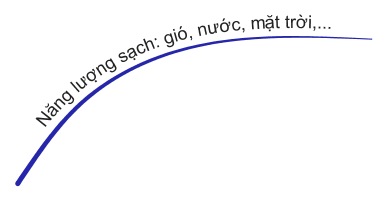 Năng lượng sạch: gió, nước, mặt trời,...